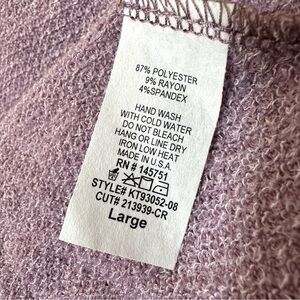 87% POLYESTER
9% RAYON
4%SPANDEX
HAND WASH
WITH COLD WATER
DO NOT BLEACH
HANG OR LINE DRY
IRON LOW HEAT
MADE IN U.S.A.
RN # 145751
STYLE# KT93052-08
CUT# 213939-CR
Large